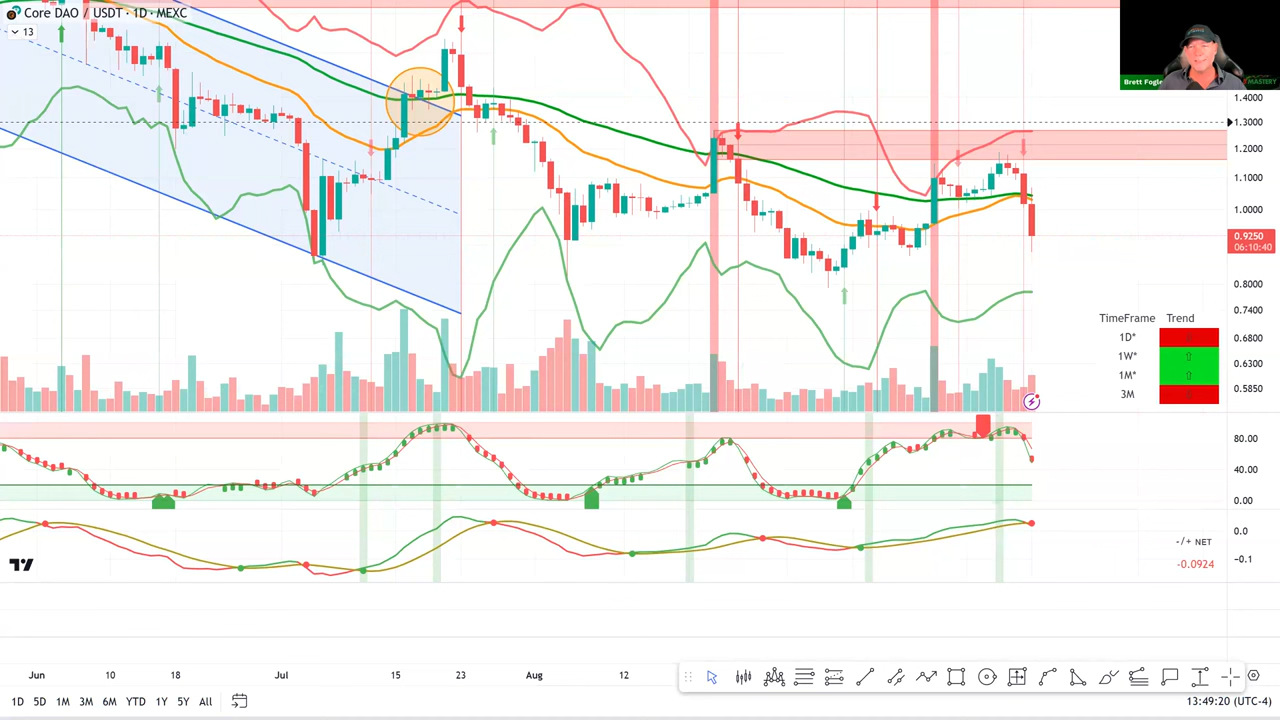 Core DAO / USDT · 1D · MEXC
13
Brett Fogle
MASTERY
1.4000
1.3000
1.2000
1.1000
1.0000
0.9250
06:10:40
0.8000
0.7400
0.6800
0.6300
0.5850
TimeFrame Trend
1D*
1W* ⇧
1M* ⇧
3M
80.00
40.00
0.00
0.0
-/+ NET
-0.1
-0.0924
Jun 10 18 Jul 15 23 Aug 12
1D 5D 1M 3M 6M YTD 1Y 5Y All
13:49:20 (UTC-4)